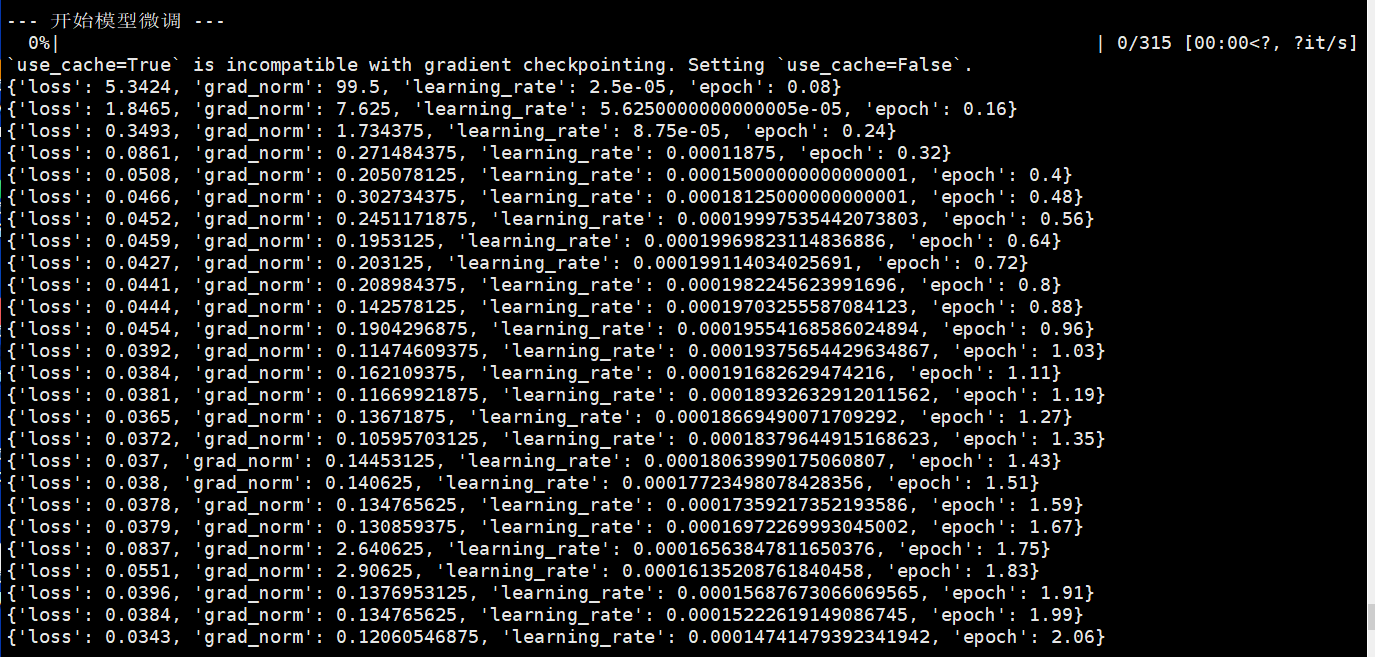 --- 开始模型微调 ---
0%| | 0/315 [00:00<?, ?it/s]
`use_cache=True` is incompatible with gradient checkpointing. Setting `use_cache=False`.
{'loss': 5.3424, 'grad_norm': 99.5, 'learning_rate': 2.5e-05, 'epoch': 0.08}
{'loss': 1.8465, 'grad_norm': 7.625, 'learning_rate': 5.6250000000000005e-05, 'epoch': 0.16}
{'loss': 0.3493, 'grad_norm': 1.734375, 'learning_rate': 8.75e-05, 'epoch': 0.24}
{'loss': 0.0861, 'grad_norm': 0.271484375, 'learning_rate': 0.00011875, 'epoch': 0.32}
{'loss': 0.0508, 'grad_norm': 0.205078125, 'learning_rate': 0.00015000000000000001, 'epoch': 0.4}
{'loss': 0.0466, 'grad_norm': 0.302734375, 'learning_rate': 0.00018125000000000001, 'epoch': 0.48}
{'loss': 0.0452, 'grad_norm': 0.2451171875, 'learning_rate': 0.00019997535442073803, 'epoch': 0.56}
{'loss': 0.0459, 'grad_norm': 0.1953125, 'learning_rate': 0.00019969823114836886, 'epoch': 0.64}
{'loss': 0.0427, 'grad_norm': 0.203125, 'learning_rate': 0.000199114034025691, 'epoch': 0.72}
{'loss': 0.0441, 'grad_norm': 0.208984375, 'learning_rate': 0.00019822456239​91696, 'epoch': 0.8}
{'loss': 0.0444, 'grad_norm': 0.142578125, 'learning_rate': 0.00019703255587084123, 'epoch': 0.88}
{'loss': 0.0454, 'grad_norm': 0.1904296875, 'learning_rate': 0.00019554168586024894, 'epoch': 0.96}
{'loss': 0.0392, 'grad_norm': 0.11474609375, 'learning_rate': 0.00019375654429634867, 'epoch': 1.03}
{'loss': 0.0384, 'grad_norm': 0.162109375, 'learning_rate': 0.000191682629474216, 'epoch': 1.11}
{'loss': 0.0381, 'grad_norm': 0.11669921875, 'learning_rate': 0.00018932632912011562, 'epoch': 1.19}
{'loss': 0.0365, 'grad_norm': 0.13671875, 'learning_rate': 0.00018669490071709292, 'epoch': 1.27}
{'loss': 0.0372, 'grad_norm': 0.10595703125, 'learning_rate': 0.00018379644915168623, 'epoch': 1.35}
{'loss': 0.037, 'grad_norm': 0.14453125, 'learning_rate': 0.00018063990175060807, 'epoch': 1.43}
{'loss': 0.038, 'grad_norm': 0.140625, 'learning_rate': 0.00017723498078428356, 'epoch': 1.51}
{'loss': 0.0378, 'grad_norm': 0.134765625, 'learning_rate': 0.00017359217352193586, 'epoch': 1.59}
{'loss': 0.0379, 'grad_norm': 0.130859375, 'learning_rate': 0.00016972269993045002, 'epoch': 1.67}
{'loss': 0.0837, 'grad_norm': 2.640625, 'learning_rate': 0.00016563847811650376, 'epoch': 1.75}
{'loss': 0.0551, 'grad_norm': 2.90625, 'learning_rate': 0.00016135208761840458, 'epoch': 1.83}
{'loss': 0.0396, 'grad_norm': 0.1376953125, 'learning_rate': 0.00015687673066069565, 'epoch': 1.91}
{'loss': 0.0384, 'grad_norm': 0.134765625, 'learning_rate': 0.00015222619149086745, 'epoch': 1.99}
{'loss': 0.0343, 'grad_norm': 0.12060546875, 'learning_rate': 0.00014741479392341942, 'epoch': 2.06}